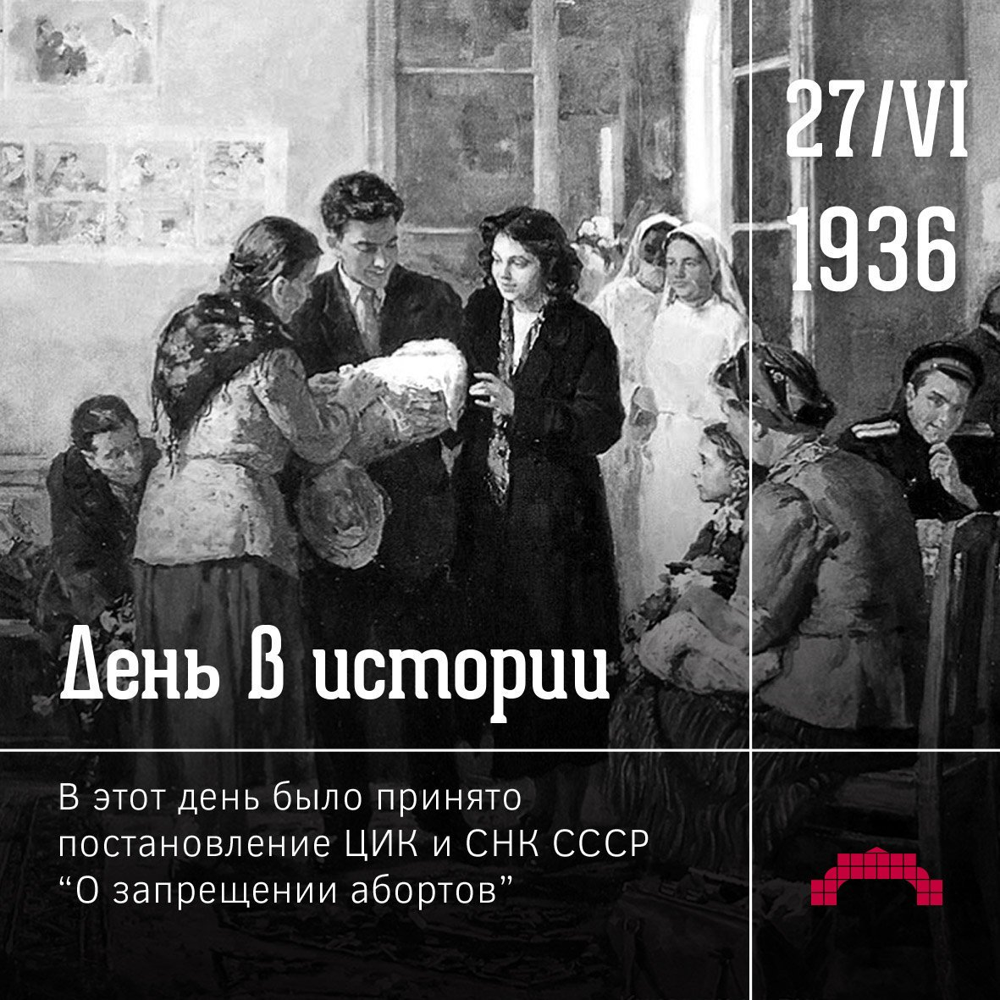 27/VI
1936
День в истории
В этот день было принято
постановление ЦИК и СНК СССР
“О запрещении абортов”